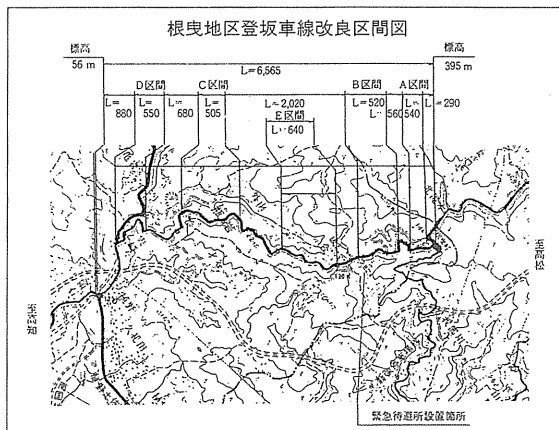 根曳地区登坂車線改良区間図
標高
56 m
標高
395 m
L=6,565
D区間
C区間
B区間
A区間
L=
880
L=
550
L=
680
L=
505
L=2,020
E区間
L=640
L=520
L=
560
L=
540
L=290
至高知
至高松
緊急待避所設置箇所